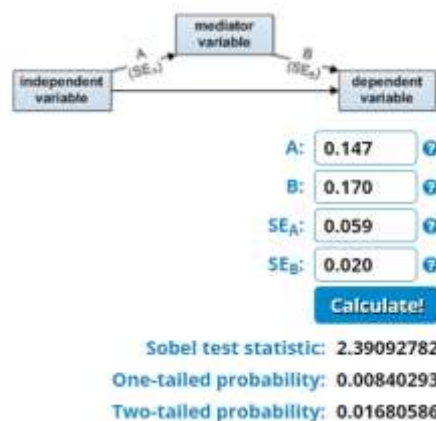 mediator
variable
A
(SEA)
B
(SEB)
independent
variable
dependent
variable
A: 0.147 ?
B: 0.170 ?
SEA: 0.059 ?
SEB: 0.020 ?
Calculate!
Sobel test statistic: 2.39092782
One-tailed probability: 0.00840293
Two-tailed probability: 0.01680586